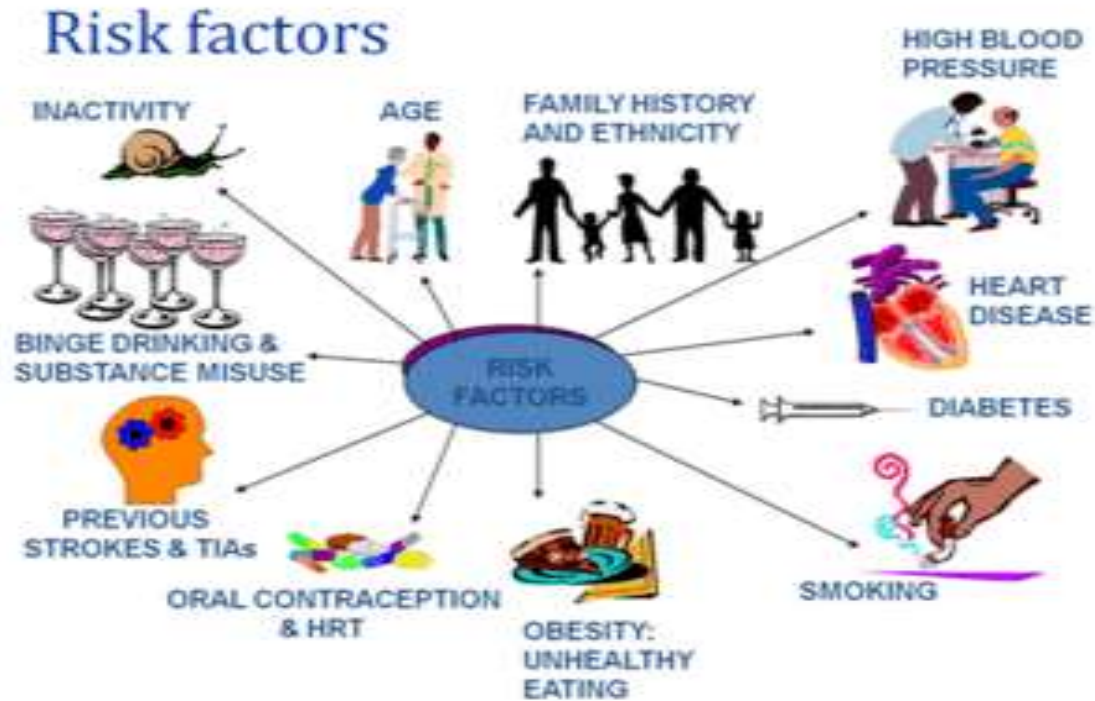 Risk factors
INACTIVITY
AGE
FAMILY HISTORY
AND ETHNICITY
HIGH BLOOD
PRESSURE
HEART
DISEASE
BINGE DRINKING &
SUBSTANCE MISUSE
RISK
FACTORS
DIABETES
PREVIOUS
STROKES & TIAs
ORAL CONTRACEPTION
& HRT
OBESITY:
UNHEALTHY
EATING
SMOKING